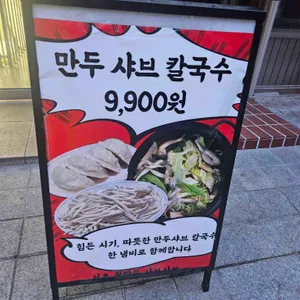 만두 샤브 칼국수
9,900원
힘든 시기, 따뜻한 만두샤브 칼국수
한 냄비로 함께합니다